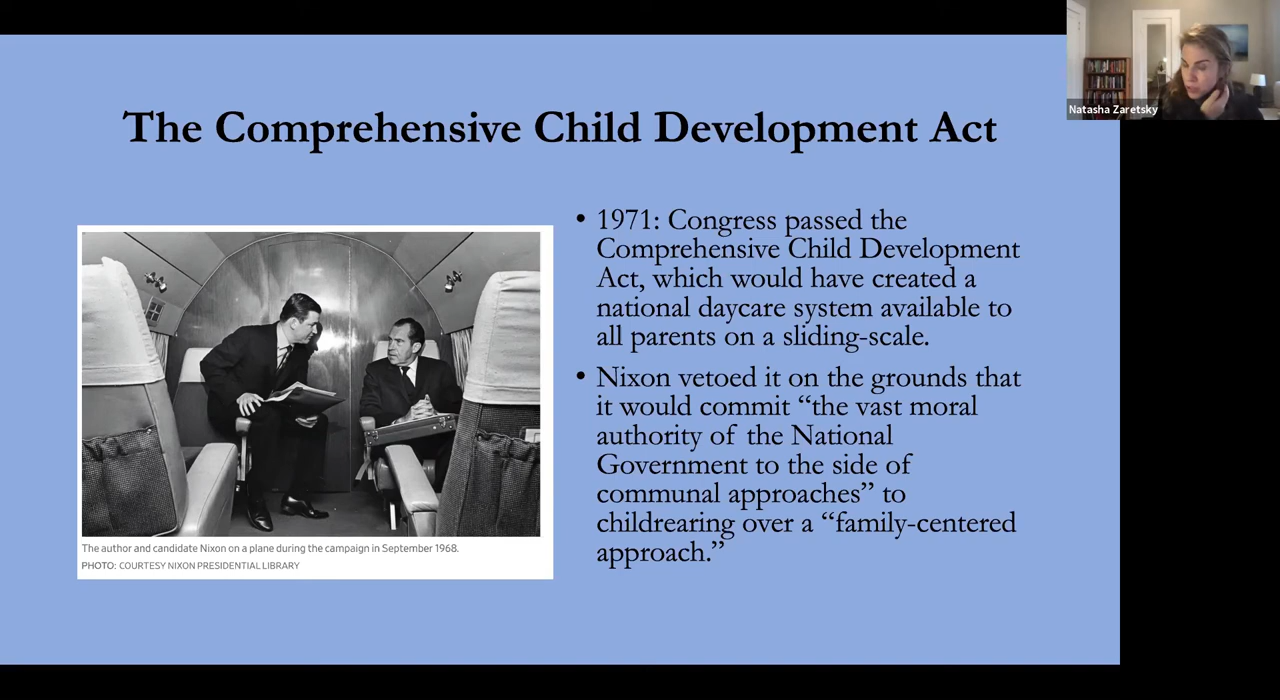 Natasha Zaretsky
The Comprehensive Child Development Act
• 1971: Congress passed the
Comprehensive Child Development
Act, which would have created a
national daycare system available to
all parents on a sliding-scale.
• Nixon vetoed it on the grounds that
it would commit “the vast moral
authority of the National
Government to the side of
communal approaches” to
childrearing over a “family-centered
approach.”
The author and candidate Nixon on a plane during the campaign in September 1968.
PHOTO: COURTESY NIXON PRESIDENTIAL LIBRARY